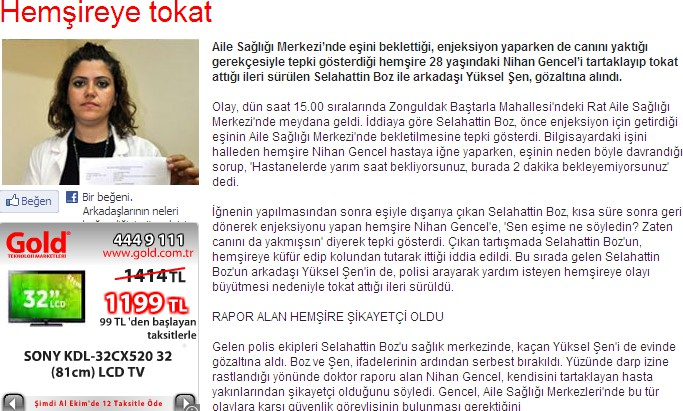 Hemşireye tokat
Aile Sağlığı Merkezi'nde eşini beklettiği, enjeksiyon yaparken de canını yaktığı
gerekçesiyle tepki gösterdiği hemşire 28 yaşındaki Nihan Gencel'i tartaklayıp tokat
attığı ileri sürülen Selahattin Boz ile arkadaşı Yüksel Şen, gözaltına alındı.
Olay, dün saat 15.00 sıralarında Zonguldak Baştarla Mahallesi'ndeki Rat Aile Sağlığı
Merkezi'nde meydana geldi. İddiaya göre Selahattin Boz, önce enjeksiyon için getirdiği
eşinin Aile Sağlığı Merkezi'nde bekletilmesine tepki gösterdi. Bilgisayardaki işini
halleden hemşire Nihan Gencel hastaya iğne yaparken, eşinin neden böyle davrandığı
sorup, 'Hastanelerde yarım saat bekliyorsunuz, burada 2 dakika bekleyemiyorsunuz'
dedi.
İğnenin yapılmasından sonra eşiyle dışarıya çıkan Selahattin Boz, kısa süre sonra geri
dönerek enjeksiyonu yapan hemşire Nihan Gencel'e, 'Sen eşime ne söyledin? Zaten
canını da yakmışsın' diyerek tepki gösterdi. Çıkan tartışmada Selahattin Boz'un,
hemşireye küfür edip kolundan tutarak ittiği iddia edildi. Bu sırada gelen Selahattin
Boz'un arkadaşı Yüksel Şen'in de, polisi arayarak yardım isteyen hemşireye olayı
büyütmesi nedeniyle tokat attığı ileri sürüldü.
RAPOR ALAN HEMŞİRE ŞİKAYETÇİ OLDU
Gelen polis ekipleri Selahattin Boz'u sağlık merkezinde, kaçan Yüksel Şen'i de evinde
gözaltına aldı. Boz ve Şen, ifadelerinin ardından serbest bırakıldı. Yüzünde darp izine
rastlandığı yönünde doktor raporu alan Nihan Gencel, kendisini tartaklayan hasta
yakınlarından şikayetçi olduğunu söyledi. Gencel, Aile Sağlığı Merkezleri'nde bu tür
olaylara karşı güvenlik görevlisinin bulunması gerektiğini
Beğen
Bir beğeni.
Arkadaşlarının neleri
Gold
TEKNOLOJİ MARKETLERİ
444 9 111
www.gold.com.tr
32"
LCD
1414 TL
1199 TL
99 TL 'den başlayan
taksitlerle
SONY KDL-32CX520 32
(81cm) LCD TV
Şimdi Al Ekim'de 12 Taksitle Öde